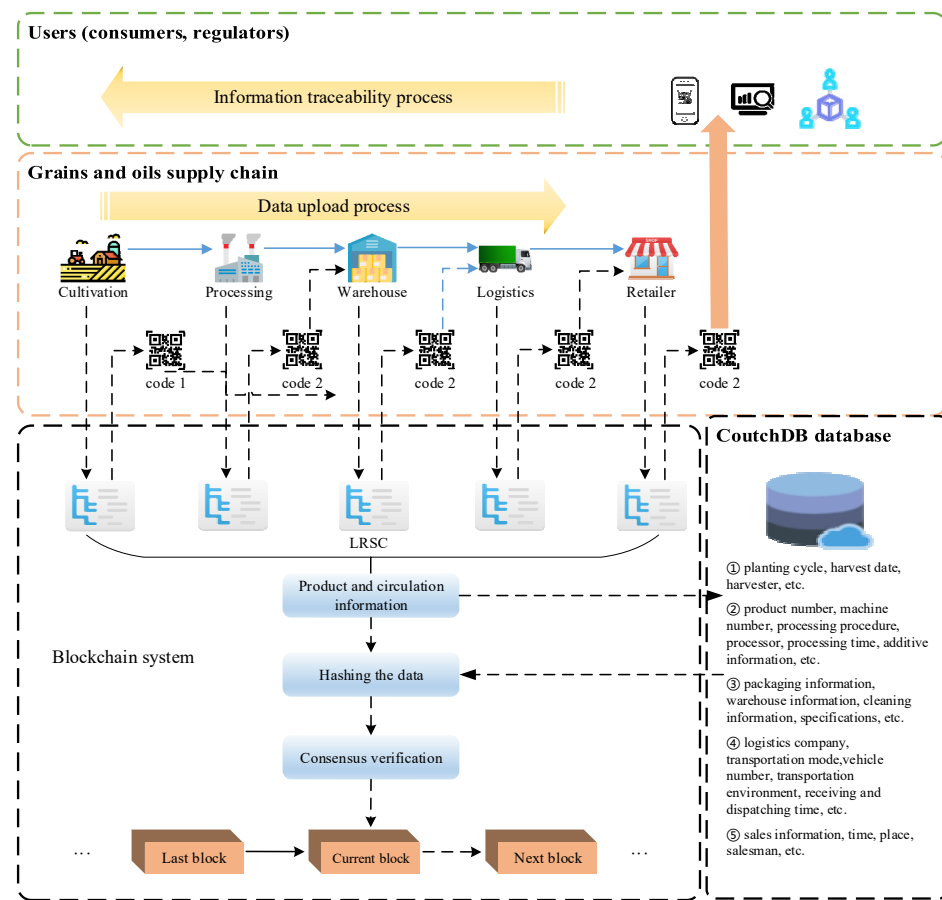 Users (consumers, regulators)
Information traceability process
Grains and oils supply chain
Data upload process
Cultivation
Processing
Warehouse
Logistics
SHOP
Retailer
code 1
code 2
code 2
code 2
code 2
LRSC
Product and circulation
information
Hashing the data
Consensus verification
Blockchain system
...
Last block
Current block
Next block
...
CoutchDB database
① planting cycle, harvest date,
harvester, etc.
② product number, machine
number, processing procedure,
processor, processing time, additive
information, etc.
③ packaging information,
warehouse information, cleaning
information, specifications, etc.
④ logistics company,
transportation mode,vehicle
number, transportation
environment, receiving and
dispatching time, etc.
⑤ sales information, time, place,
salesman, etc.